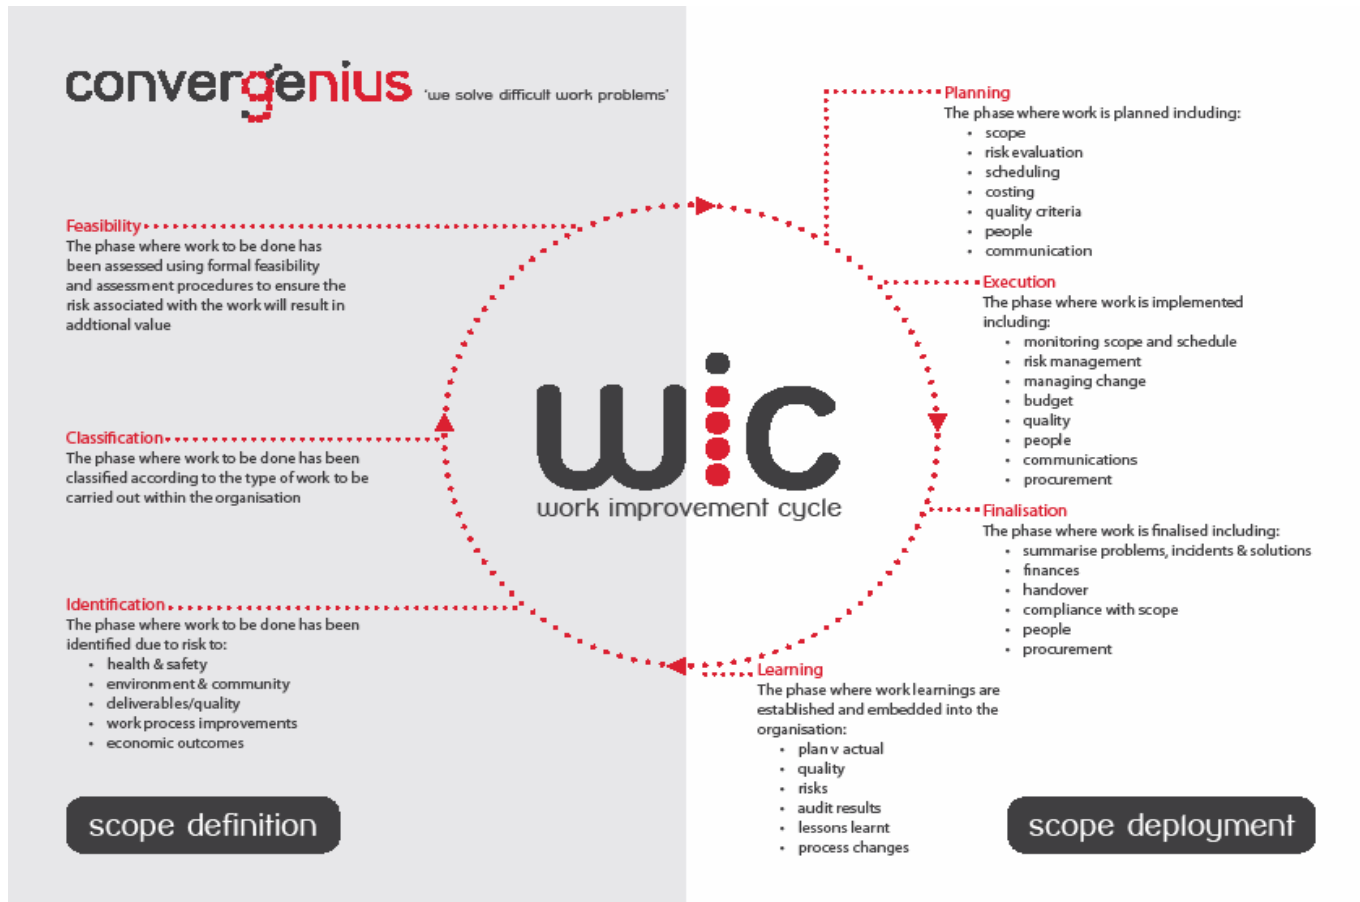 convergenius 'we solve difficult work problems'
Feasibility
The phase where work to be done has
been assessed using formal feasibility
and assessment procedures to ensure the
risk associated with the work will result in
addtional value
Classification
The phase where work to be done has been
classified according to the type of work to be
carried out within the organisation
Identification
The phase where work to be done has been
identified due to risk to:
• health & safety
• environment & community
• deliverables/quality
• work process improvements
• economic outcomes
scope definition
wic
work improvement cycle
Planning
The phase where work is planned including:
• scope
• risk evaluation
• scheduling
• costing
• quality criteria
• people
• communication
Execution
The phase where work is implemented
including:
• monitoring scope and schedule
• risk management
• managing change
• budget
• quality
• people
• communications
• procurement
Finalisation
The phase where work is finalised including:
• summarise problems, incidents & solutions
• finances
• handover
• compliance with scope
• people
• procurement
Learning
The phase where work learnings are
established and embedded into the
organisation:
• plan v actual
• quality
• risks
• audit results
• lessons learnt
• process changes
scope deployment